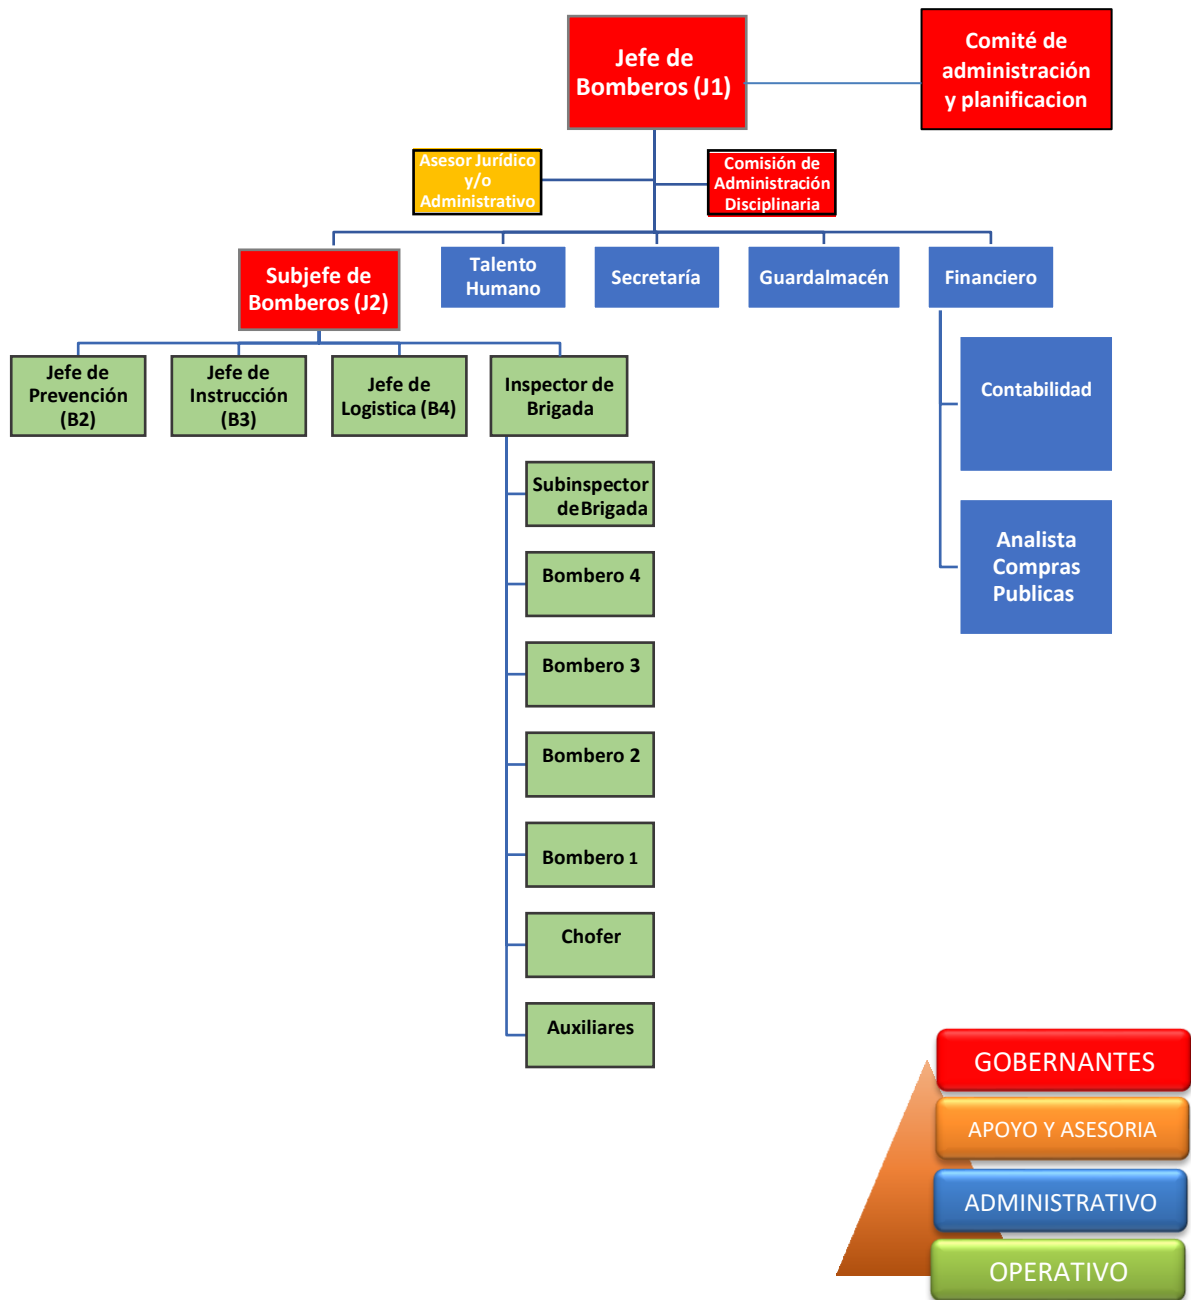 Jefe de
Bomberos (J1)
Comité de
administración
y planificacion
Asesor Jurídico
y/o
Administrativo
Comisión de
Administración
Disciplinaria
Subjefe de
Bomberos (J2)
Talento
Humano
Secretaría
Guardalmacén
Financiero
Jefe de
Prevención
(B2)
Jefe de
Instrucción
(B3)
Jefe de
Logistica (B4)
Inspector de
Brigada
Contabilidad
Subinspector
de Brigada
Analista
Compras
Publicas
Bombero 4
Bombero 3
Bombero 2
Bombero 1
Chofer
Auxiliares
GOBERNANTES
APOYO Y ASESORIA
ADMINISTRATIVO
OPERATIVO